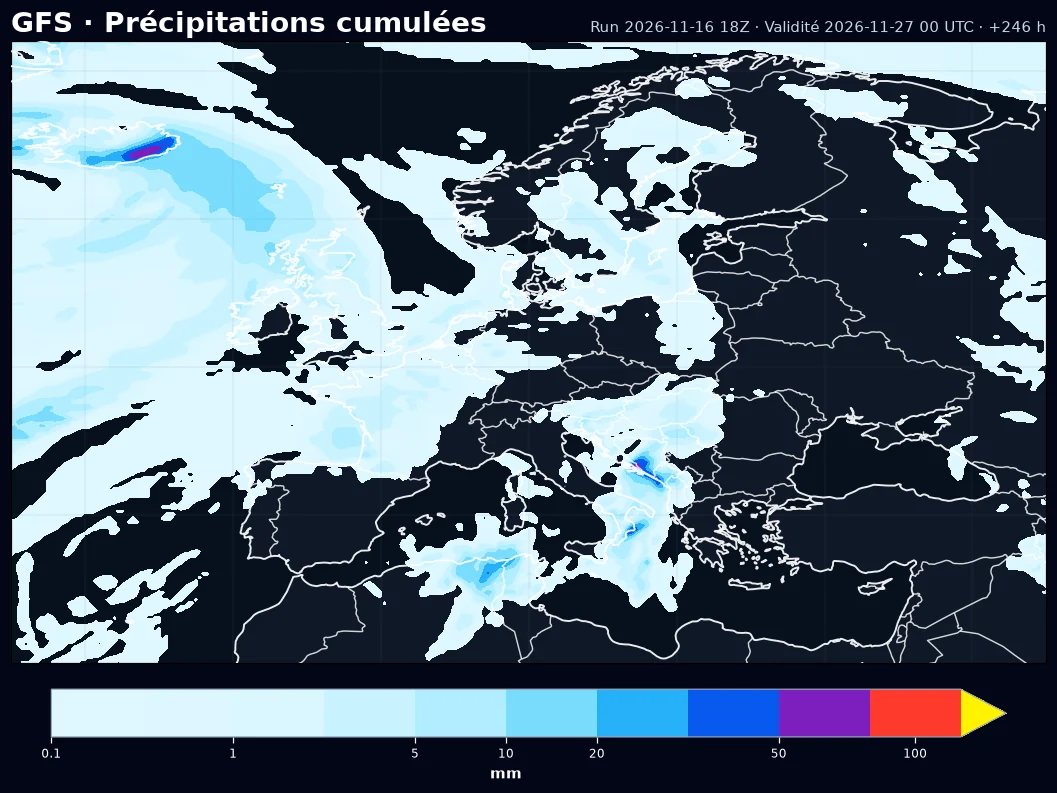 GFS · Précipitations cumulées
Run 2026-11-16 18Z · Validité 2026-11-27 00 UTC · +246 h
0.1 1 5 10 20 50 100
mm